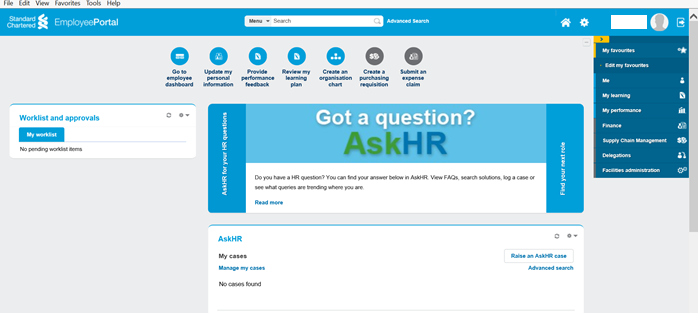 File Edit View Favorites Tools Help
Standard
Chartered
EmployeePortal
Menu
Search
Advanced Search
Go to
employee
dashboard
Update my
personal
information
Provide
performance
feedback
Review my
learning
plan
Create an
organisation
chart
Create a
purchasing
requisition
Submit an
expense
claim
My favourites
Edit my favourites
Me
My learning
My performance
Finance
Supply Chain Management
Delegations
Facilities administration
Worklist and approvals
My worklist
No pending worklist items
AskHR for your HR questions
Got a question?
AskHR
Do you have a HR question? You can find your answer below in AskHR. View FAQs, search solutions, log a case or
see what queries are trending where you are.
Read more
Find your next role
AskHR
My cases
Raise an AskHR case
Manage my cases
Advanced search
No cases found